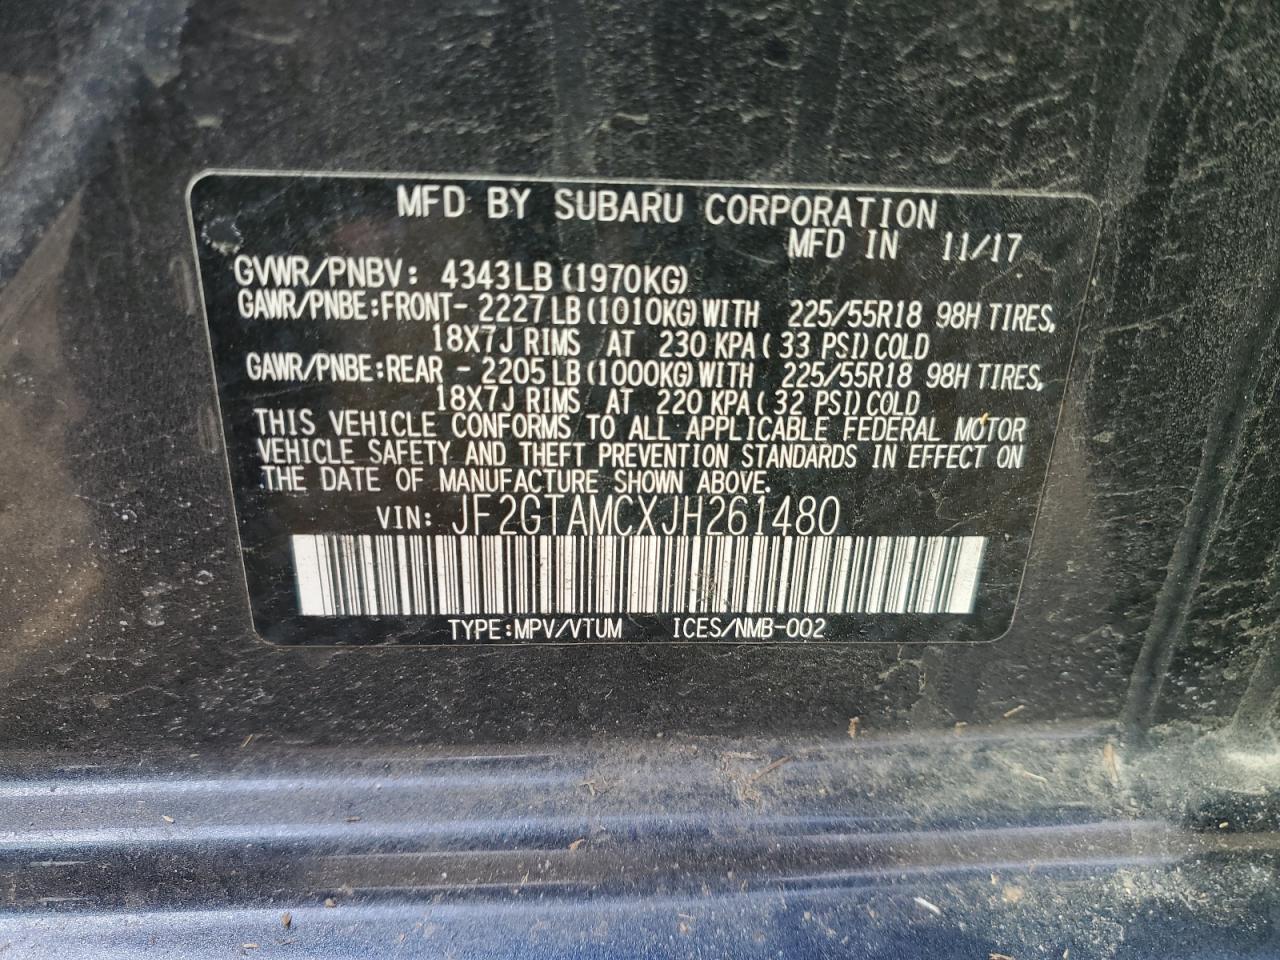 MFD BY SUBARU CORPORATION
MFD IN 11/17
GVWR/PNBV: 4343LB(1970KG)
GAWR/PNBE:FRONT- 2227LB(1010KG)WITH 225/55R18 98H TIRES,
18X7J RIMS AT 230 KPA( 33 PSI)COLD
GAWR/PNBE:REAR - 2205LB(1000KG)WITH 225/55R18 98H TIRES,
18X7J RIMS AT 220 KPA( 32 PSI)COLD
THIS VEHICLE CONFORMS TO ALL APPLICABLE FEDERAL MOTOR
VEHICLE SAFETY AND THEFT PREVENTION STANDARDS IN EFFECT ON
THE DATE OF MANUFACTURE SHOWN ABOVE.
VIN: JF2GTAMCXJH261480
TYPE:MPV/VTUM ICES/NMB-002